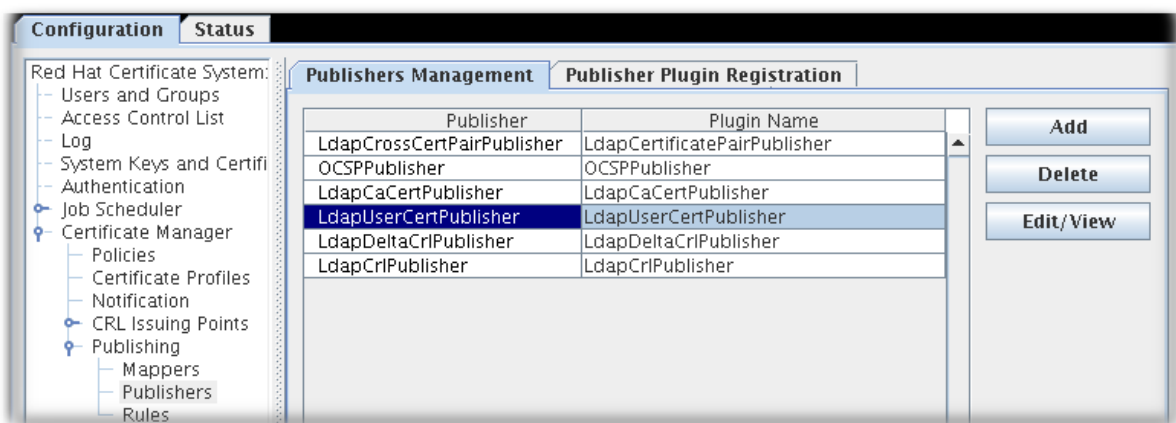 Configuration Status
Red Hat Certificate System:
Users and Groups
Access Control List
Log
System Keys and Certifi
Authentication
Job Scheduler
Certificate Manager
Policies
Certificate Profiles
Notification
CRL Issuing Points
Publishing
Mappers
Publishers
Rules
Publishers Management Publisher Plugin Registration
Publisher Plugin Name
LdapCrossCertPairPublisher LdapCertificatePairPublisher
OCSPPublisher OCSPPublisher
LdapCaCertPublisher LdapCaCertPublisher
LdapUserCertPublisher LdapUserCertPublisher
LdapDeltaCrlPublisher LdapDeltaCrlPublisher
LdapCrlPublisher LdapCrlPublisher
Add
Delete
Edit/View